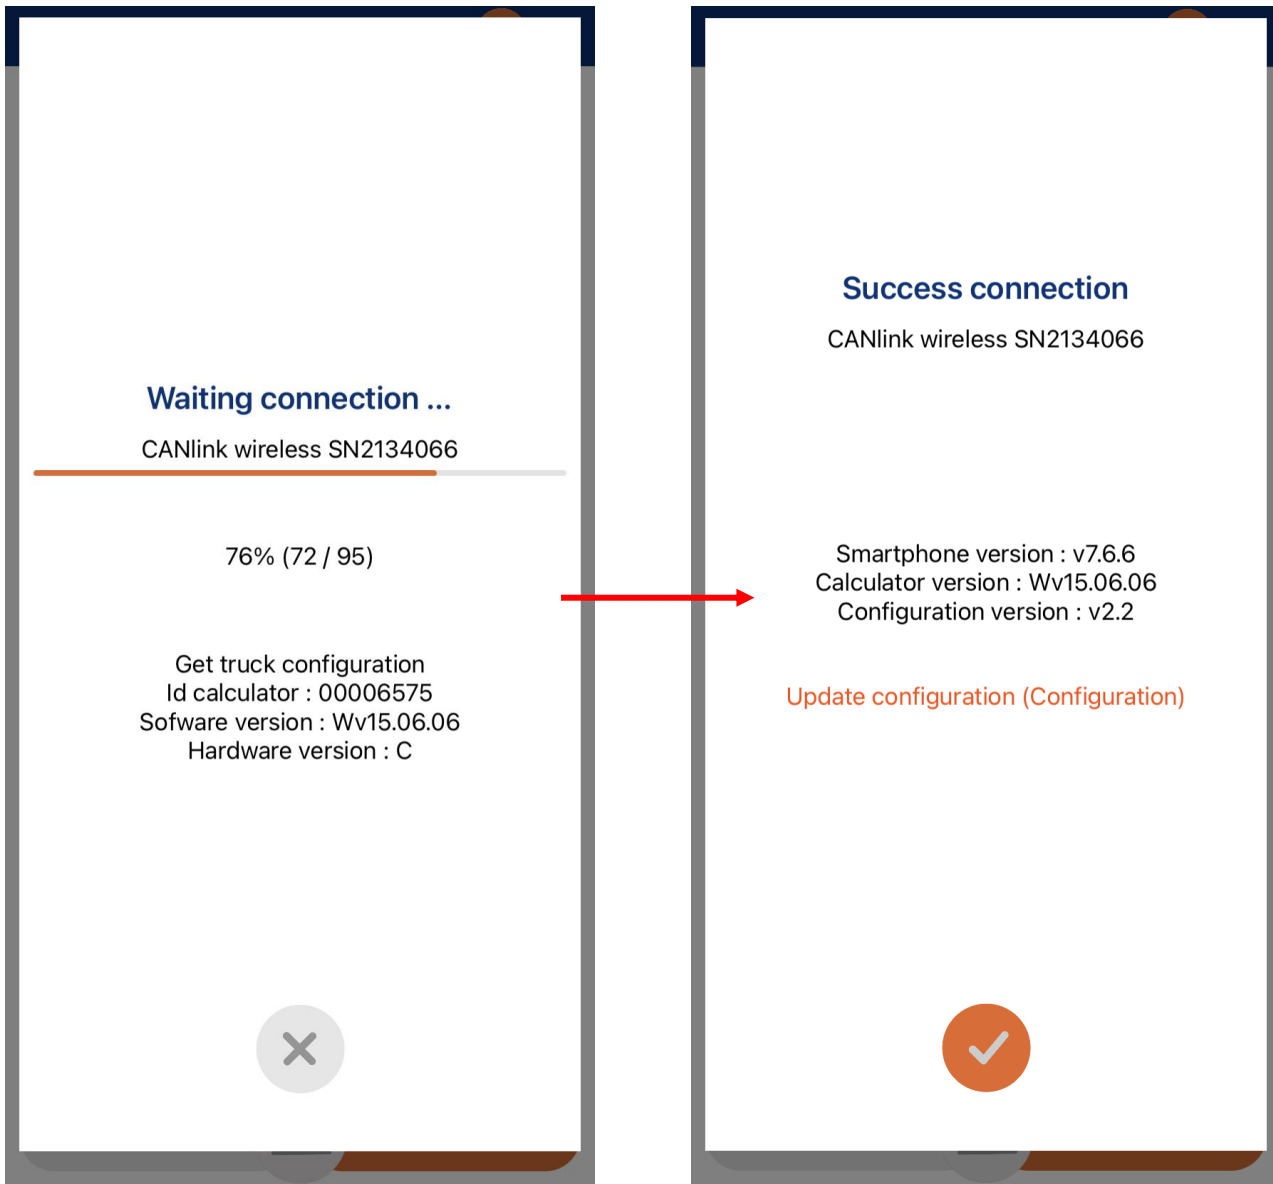 Waiting connection ...
CANlink wireless SN2134066
76% (72 / 95)
Get truck configuration
Id calculator : 00006575
Sofware version : Wv15.06.06
Hardware version : C
Success connection
CANlink wireless SN2134066
Smartphone version : v7.6.6
Calculator version : Wv15.06.06
Configuration version : v2.2
Update configuration (Configuration)